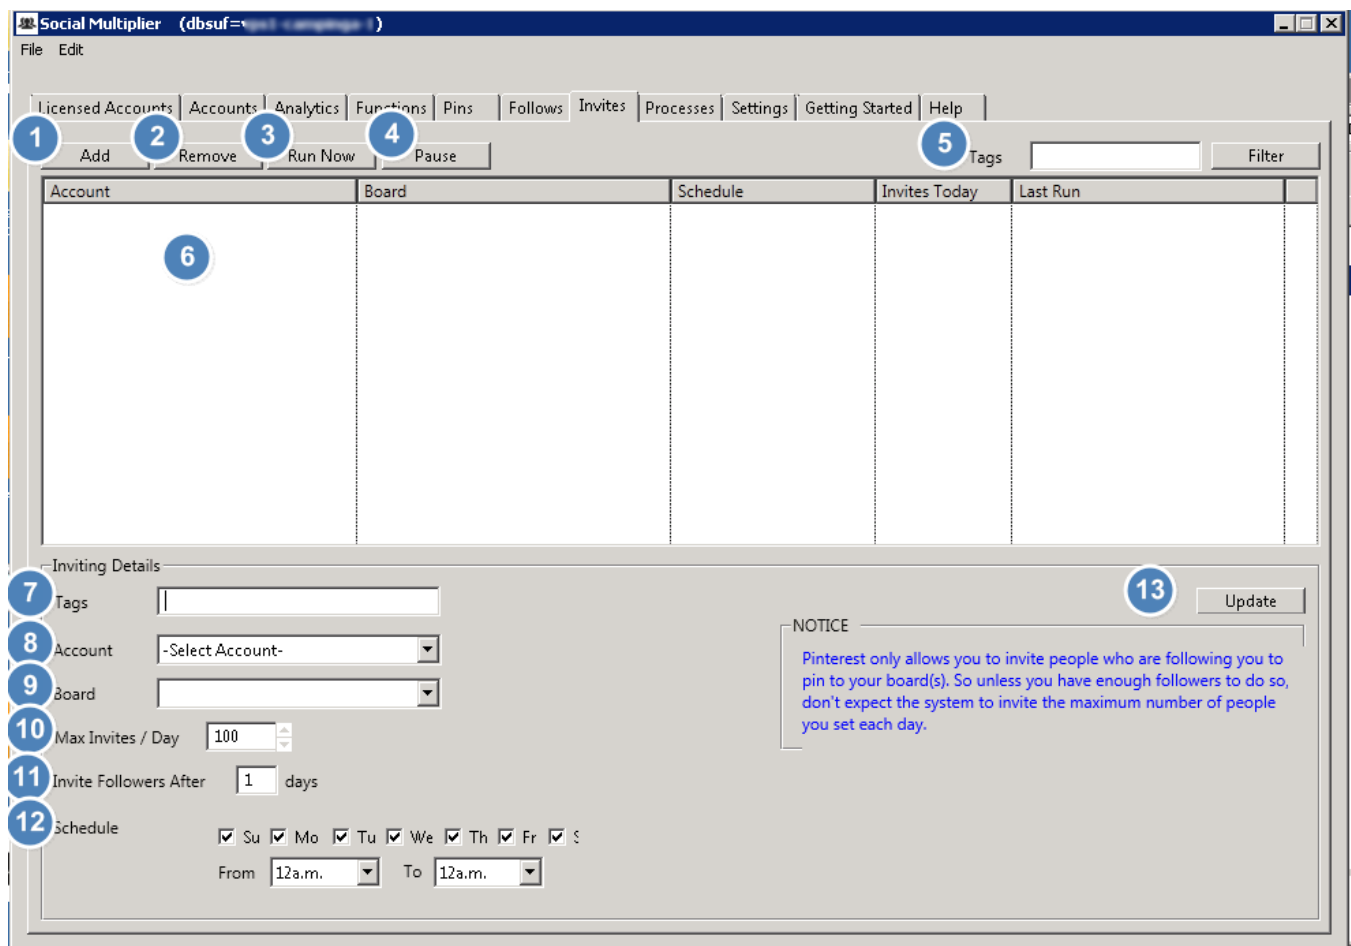 Social Multiplier (dbsuf= )
File Edit
Licensed Accounts Accounts Analytics Functions Pins Follows Invites Processes Settings Getting Started Help
1 Add 2 Remove 3 Run Now 4 Pause 5 Tags Filter
Account Board Schedule Invites Today Last Run
6
Inviting Details
7 Tags 13 Update
8 Account -Select Account-
9 Board
10 Max Invites / Day 100
11 Invite Followers After 1 days
12 Schedule
Su Mo Tu We Th Fr
From 12a.m. To 12a.m.
NOTICE
Pinterest only allows you to invite people who are following you to
pin to your board(s). So unless you have enough followers to do so,
don't expect the system to invite the maximum number of people
you set each day.